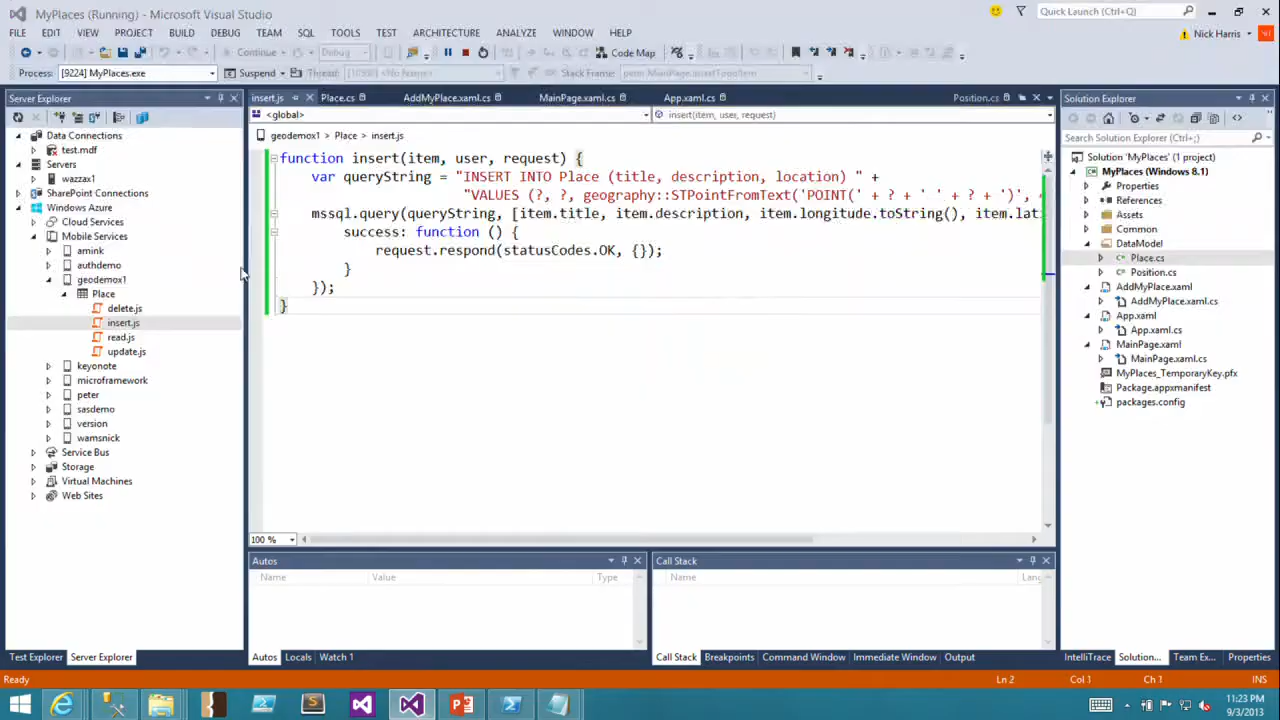 MyPlaces (Running) - Microsoft Visual Studio
Quick Launch (Ctrl+Q)
FILE EDIT VIEW PROJECT BUILD DEBUG TEAM SQL TOOLS TEST ARCHITECTURE ANALYZE WINDOW HELP
Nick Harris
Continue Debug Code Map
Process: [9224] MyPlaces.exe Suspend Thread: Stack Frame:
Server Explorer
insert.js Place.cs AddMyPlace.xaml.cs MainPage.xaml.cs App.xaml.cs Position.cs
Solution Explorer
<global> insert(item, user, request)
Search Solution Explorer (Ctrl+;)
geodemox1 Place insert.js
Data Connections
test.mdf
Servers
wazzax1
SharePoint Connections
Windows Azure
Cloud Services
Mobile Services
amink
authdemo
geodemox1
Place
delete.js
insert.js
read.js
update.js
keyonote
microframework
peter
sasdemo
version
wamsnick
Service Bus
Storage
Virtual Machines
Web Sites
function insert(item, user, request) {
var queryString = "INSERT INTO Place (title, description, location) " +
"VALUES (?, ?, geography::STPointFromText('POINT(' + ? + ' ' + ? + ')',
mssql.query(queryString, [item.title, item.description, item.longitude.toString(), item.lati
success: function () {
request.respond(statusCodes.OK, {});
}
});
}
Solution 'MyPlaces' (1 project)
MyPlaces (Windows 8.1)
Properties
References
Assets
Common
DataModel
Place.cs
Position.cs
AddMyPlace.xaml
AddMyPlace.xaml.cs
App.xaml
App.xaml.cs
MainPage.xaml
MainPage.xaml.cs
MyPlaces_TemporaryKey.pfx
Package.appxmanifest
packages.config
100 %
Autos
Name Value Type
Call Stack
Name Lang
Test Explorer Server Explorer
Autos Locals Watch 1
Call Stack Breakpoints Command Window Immediate Window Output
IntelliTrace Solution... Team Ex... Properties
Ready Ln 2 Col 1 Ch 1 INS
11:23 PM
9/3/2013